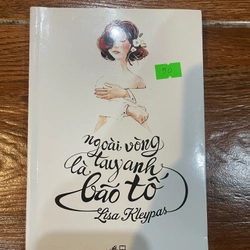 ngoài vòng
là tay anh
bão tố
Lisa Kleypas